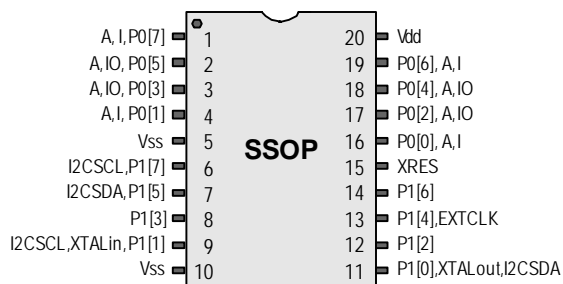 A, I, P0[7] 1 20 Vdd
A, IO, P0[5] 2 19 P0[6], A, I
A, IO, P0[3] 3 18 P0[4], A, IO
A, I, P0[1] 4 17 P0[2], A, IO
Vss 5 SSOP 16 P0[0], A, I
I2CSCL, P1[7] 6 15 XRES
I2CSDA, P1[5] 7 14 P1[6]
P1[3] 8 13 P1[4], EXTCLK
I2CSCL, XTALin, P1[1] 9 12 P1[2]
Vss 10 11 P1[0], XTALout, I2CSDA